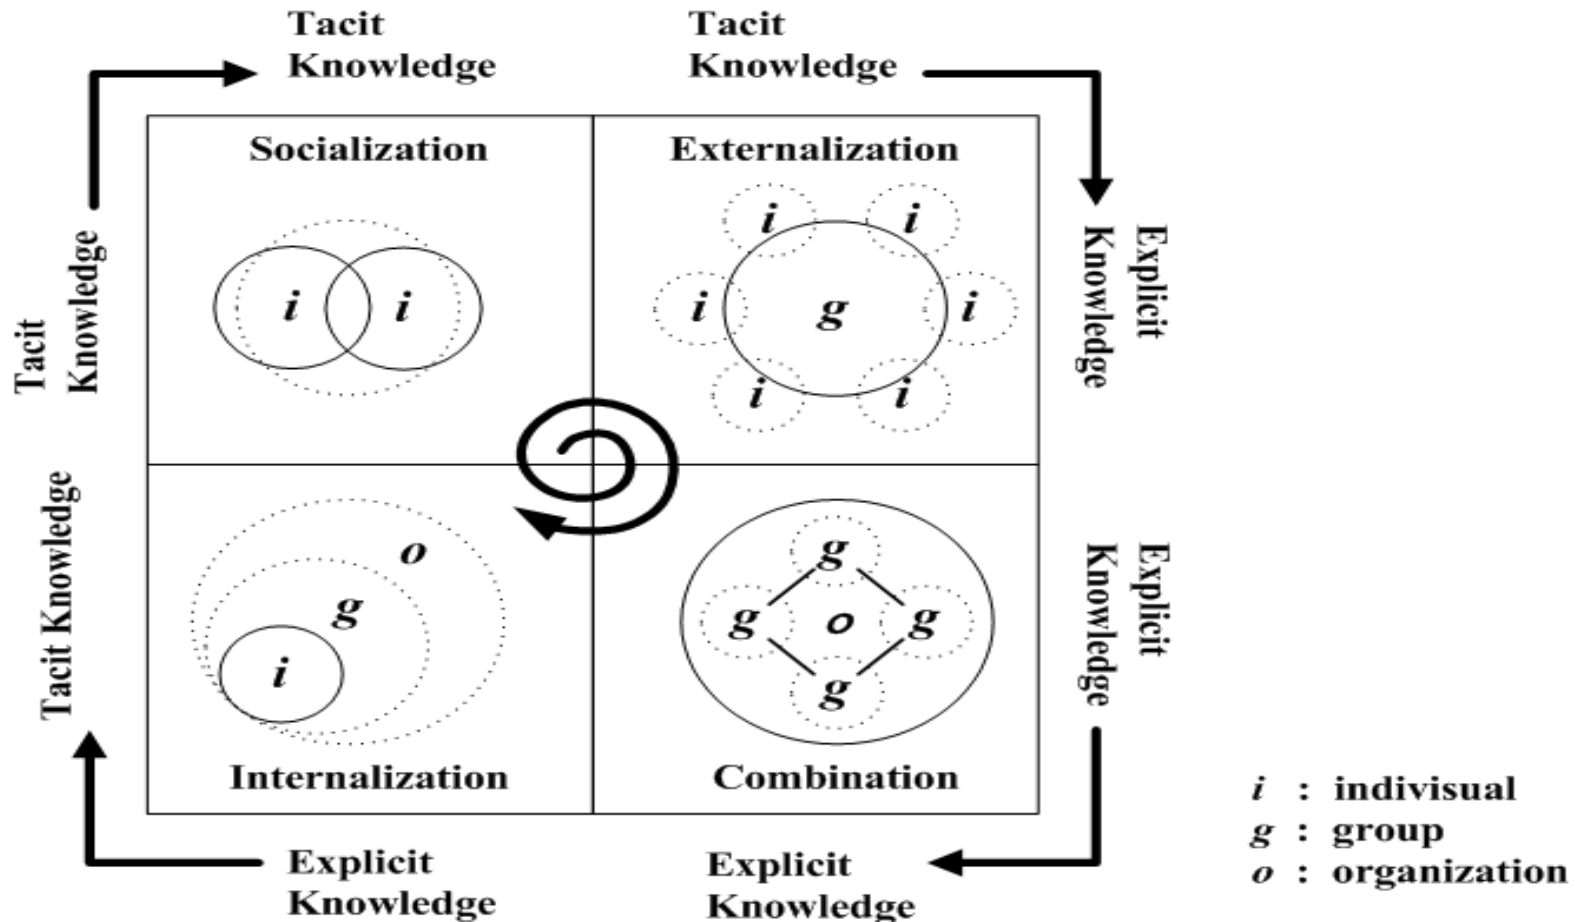 Tacit
Knowledge
Tacit
Knowledge
Socialization
Externalization
i
i
i
i
i
g
i
i
i
Tacit
Knowledge
Explicit
Knowledge
o
g
i
g
g
o
g
g
Tacit Knowledge
Explicit
Knowledge
Internalization
Combination
Explicit
Knowledge
Explicit
Knowledge
i : indivisual
g : group
o : organization